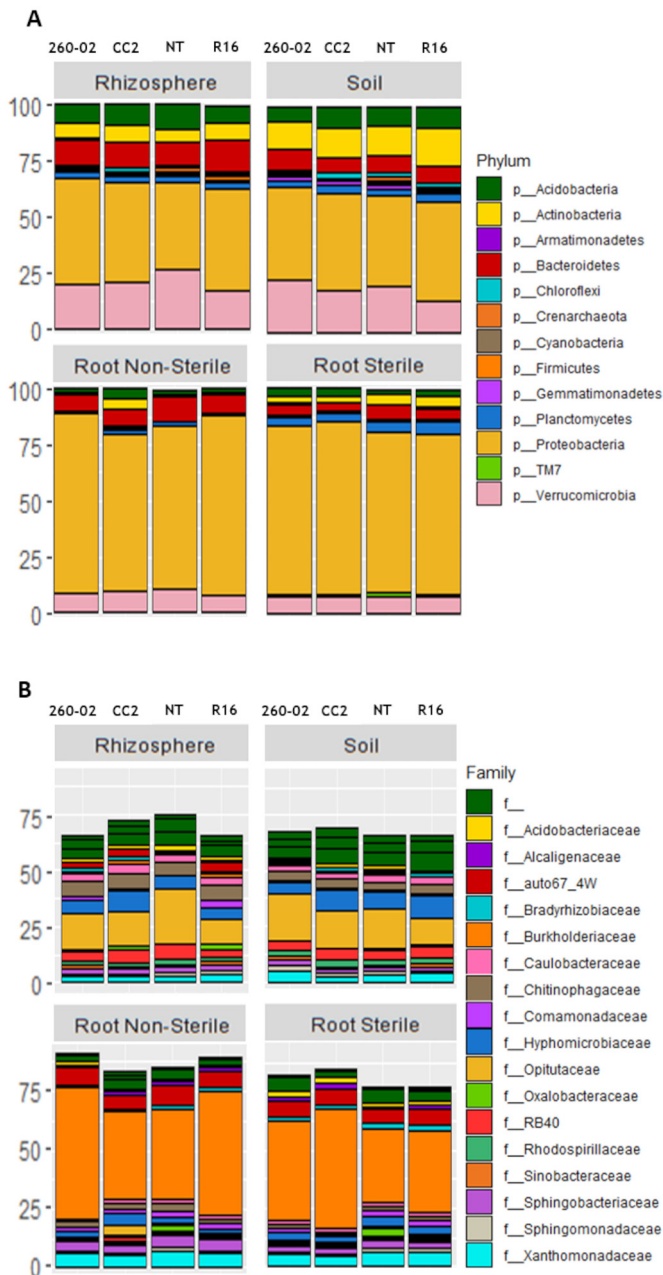 A
260-02 CC2 NT R16
Rhizosphere Soil
100
75
50
25
0
Root Non-Sterile Root Sterile
100
75
50
25
0
Phylum
p__Acidobacteria
p__Actinobacteria
p__Armatimonadetes
p__Bacteroidetes
p__Chloroflexi
p__Crenarchaeota
p__Cyanobacteria
p__Firmicutes
p__Gemmatimonadetes
p__Planctomycetes
p__Proteobacteria
p__TM7
p__Verrucomicrobia
260-02 CC2 NT R16
B
260-02 CC2 NT R16
260-02 CC2 NT R16
Rhizosphere Soil
75
50
25
0
Root Non-Sterile Root Sterile
75
50
25
0
Family
f__
f__Acidobacteriaceae
f__Alcaligenaceae
f__auto67_4W
f__Bradyrhizobiaceae
f__Burkholderiaceae
f__Caulobacteraceae
f__Chitinophagaceae
f__Comamonadaceae
f__Hyphomicrobiaceae
f__Opitutaceae
f__Oxalobacteraceae
f__RB40
f__Rhodospirillaceae
f__Sinobacteraceae
f__Sphingobacteriaceae
f__Sphingomonadaceae
f__Xanthomonadaceae